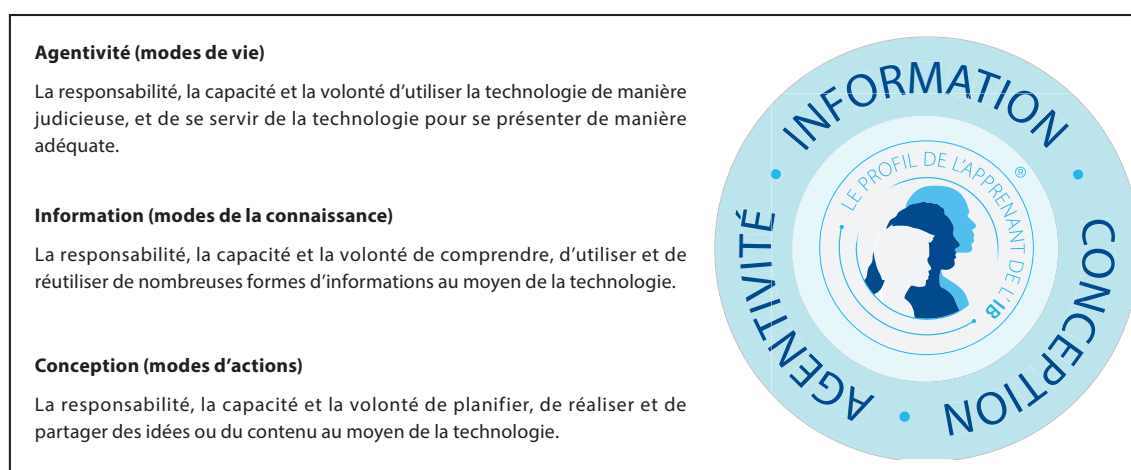 Agentivité (modes de vie)
La responsabilité, la capacité et la volonté d’utiliser la technologie de manière
judicieuse, et de se servir de la technologie pour se présenter de manière
adéquate.
Information (modes de la connaissance)
La responsabilité, la capacité et la volonté de comprendre, d’utiliser et de
réutiliser de nombreuses formes d’informations au moyen de la technologie.
Conception (modes d’actions)
La responsabilité, la capacité et la volonté de planifier, de réaliser et de
partager des idées ou du contenu au moyen de la technologie.
AGENTIVITÉ • INFORMATION • CONCEPTION •
LE PROFIL DE L’APPRENANT DE L’IB ®